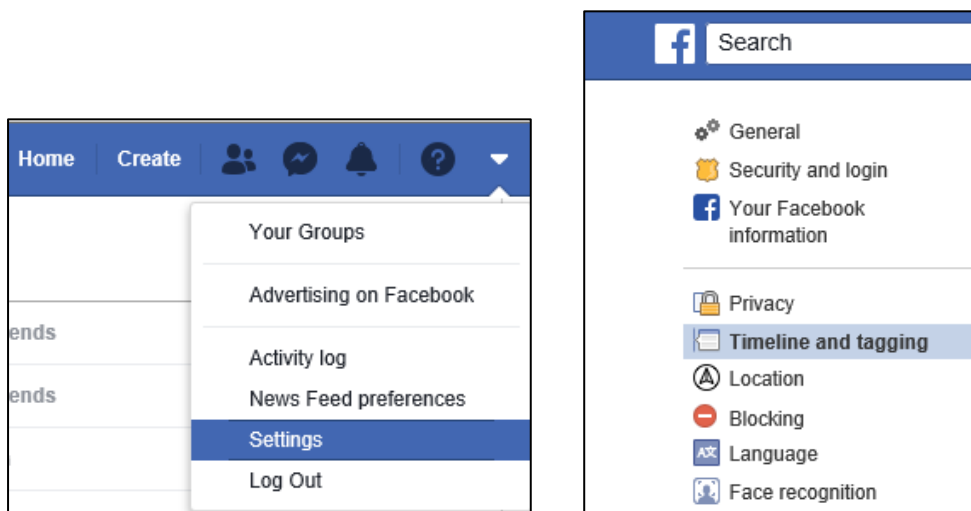 Home Create
Your Groups
Advertising on Facebook
ends
Activity log
ends
News Feed preferences
Settings
Log Out
Search
General
Security and login
Your Facebook
information
Privacy
Timeline and tagging
Location
Blocking
Language
Face recognition